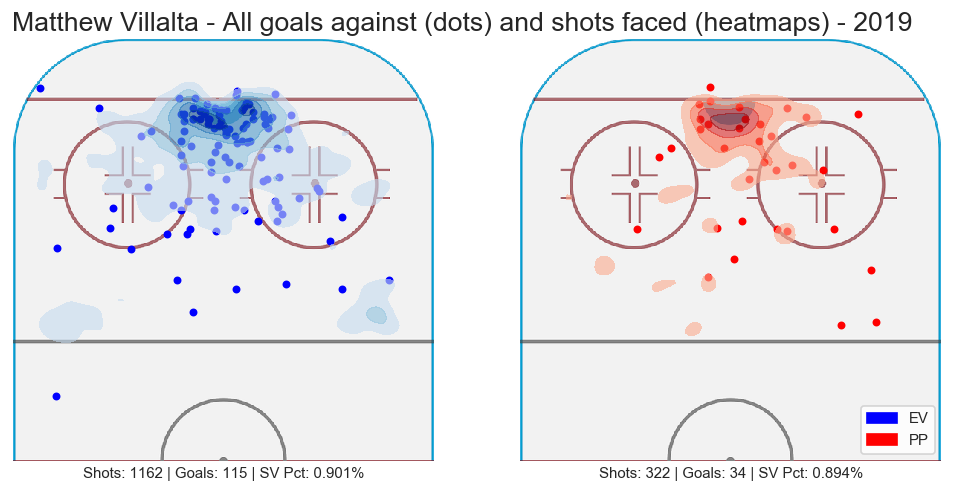 Matthew Villalta - All goals against (dots) and shots faced (heatmaps) - 2019
EV
PP
Shots: 1162 | Goals: 115 | SV Pct: 0.901%
Shots: 322 | Goals: 34 | SV Pct: 0.894%